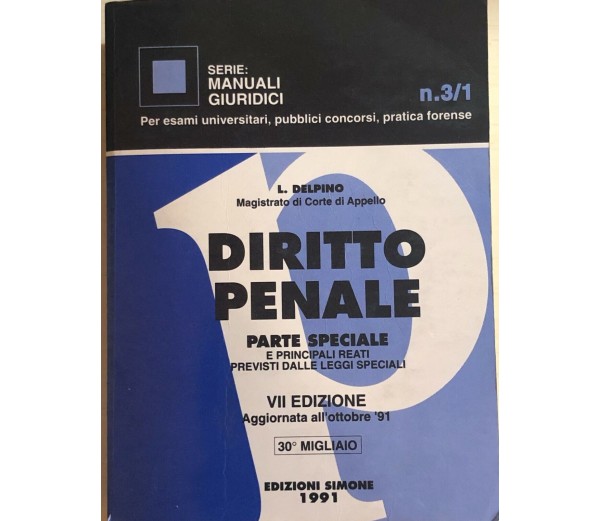 SERIE:
MANUALI
GIURIDICI
n.3/1
Per esami universitari, pubblici concorsi, pratica forense
L. DELPINO
Magistrato di Corte di Appello
DIRITTO
PENALE
PARTE SPECIALE
E PRINCIPALI REATI
PREVISTI DALLE LEGGI SPECIALI
VII EDIZIONE
Aggiornata all'ottobre '91
30° MIGLIAIO
EDIZIONI SIMONE
1991
p